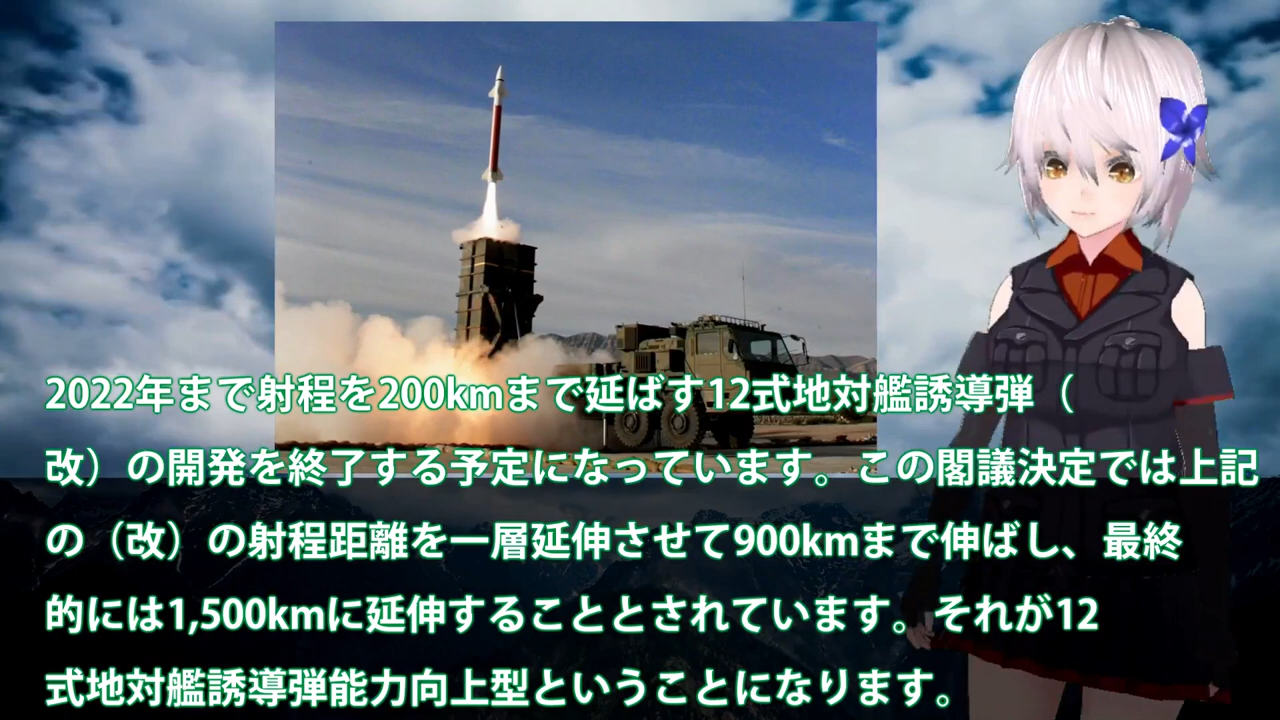 2022年まで射程を200kmまで延ばす12式地対艦誘導弾（
改）の開発を終了する予定になっています。この閣議決定では上記
の（改）の射程距離を一層延伸させて900kmまで伸ばし、最終
的には1,500kmに延伸することとされています。それが12
式地対艦誘導弾能力向上型ということになります。